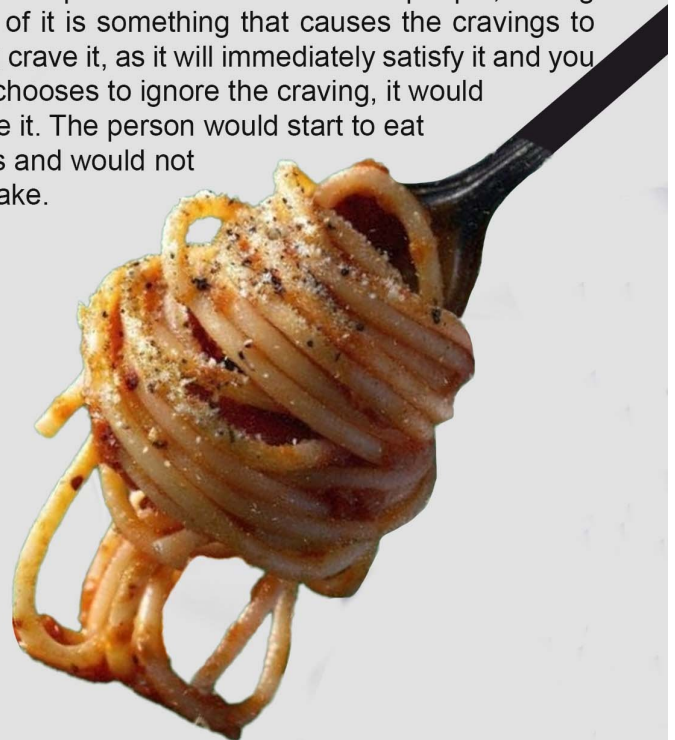 of it is something that causes the cravings to
crave it, as it will immediately satisfy it and you
chooses to ignore the craving, it would
e it. The person would start to eat
s and would not
ake.